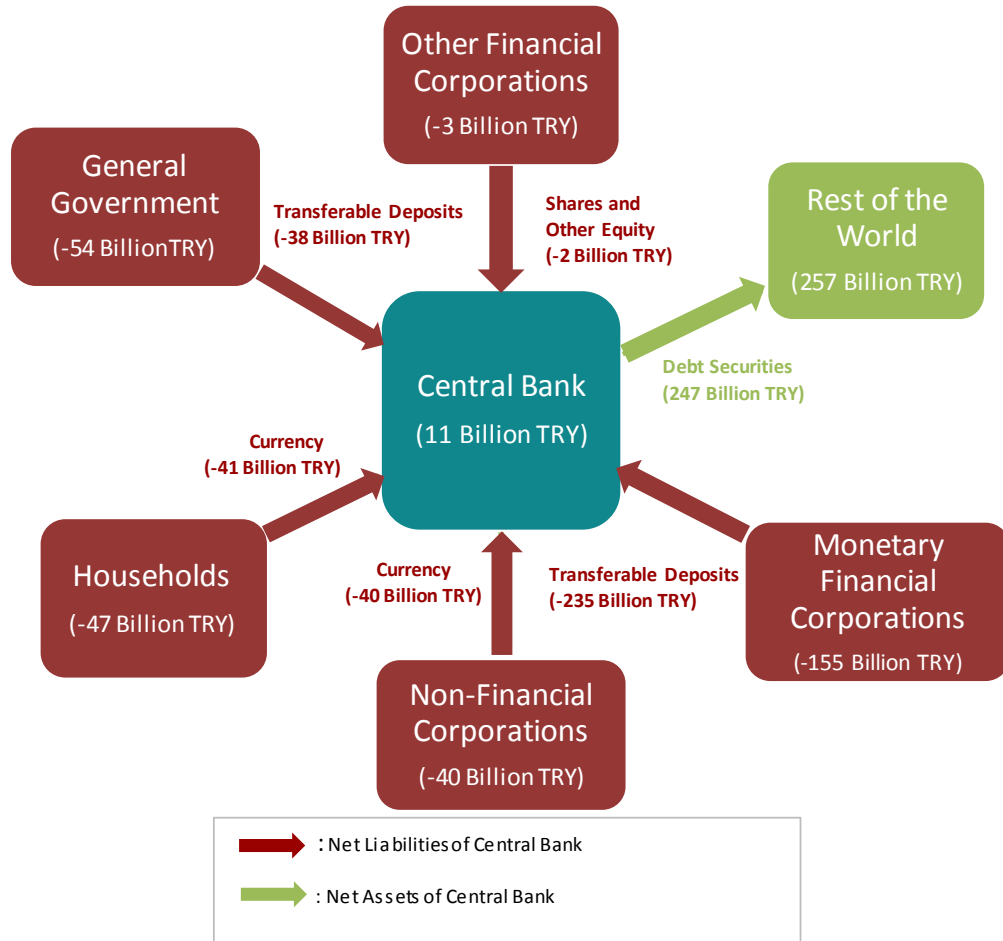 Other Financial
Corporations
(-3 Billion TRY)
General
Government
(-54 BillionTRY)
Transferable Deposits
(-38 Billion TRY)
Shares and
Other Equity
(-2 Billion TRY)
Rest of the
World
(257 Billion TRY)
Central Bank
(11 Billion TRY)
Debt Securities
(247 Billion TRY)
Currency
(-41 Billion TRY)
Households
(-47 Billion TRY)
Currency
(-40 Billion TRY)
Transferable Deposits
(-235 Billion TRY)
Monetary
Financial
Corporations
(-155 Billion TRY)
Non-Financial
Corporations
(-40 Billion TRY)
: Net Liabilities of Central Bank
: Net Assets of Central Bank